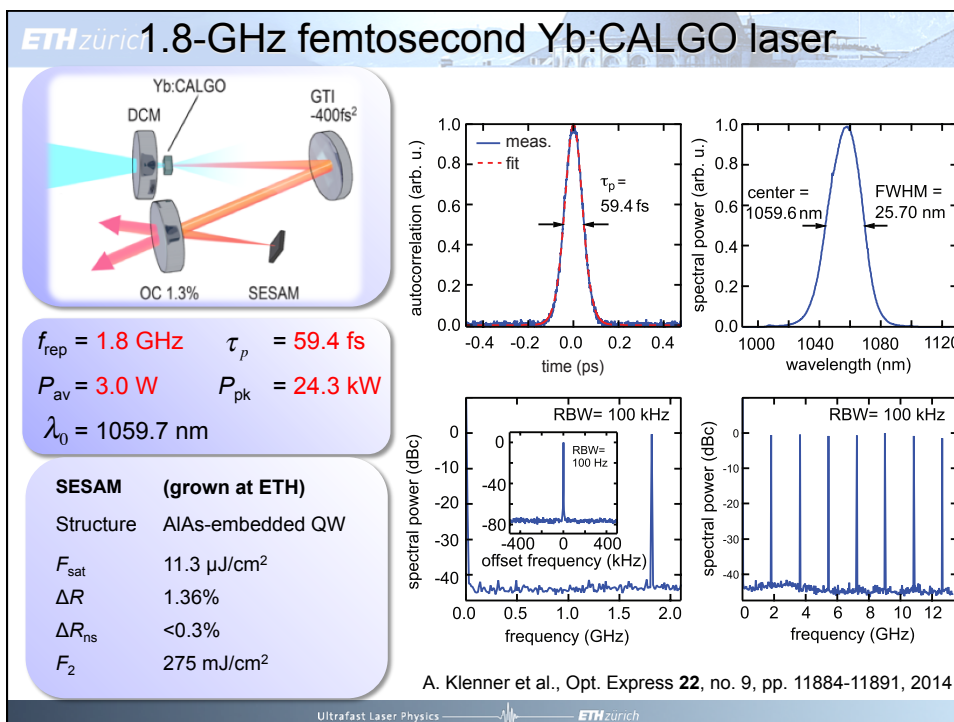 ETH zürich 1.8-GHz femtosecond Yb:CALGO laser
Yb:CALGO
DCM
GTI
-400fs²
OC 1.3%
SESAM
f_rep = 1.8 GHz τ_p = 59.4 fs
P_av = 3.0 W P_pk = 24.3 kW
λ_0 = 1059.7 nm
SESAM (grown at ETH)
Structure AlAs-embedded QW
F_sat 11.3 µJ/cm²
ΔR 1.36%
ΔR_ns <0.3%
F_2 275 mJ/cm²
autocorrelation (arb. u.)
1.0
0.8
0.6
0.4
0.2
0.0
meas.
fit
τ_p =
59.4 fs
-0.4 -0.2 0.0 0.2 0.4
time (ps)
spectral power (arb. u.)
1.0
0.8
0.6
0.4
0.2
0.0
center =
1059.6 nm
FWHM =
25.70 nm
1000 1040 1080 1120
wavelength (nm)
spectral power (dBc)
RBW= 100 kHz
0
-10
-20
-30
-40
0
-40
-80
RBW=
100 Hz
-400 0 400
offset frequency (kHz)
0.0 0.5 1.0 1.5 2.0
frequency (GHz)
spectral power (dBc)
RBW= 100 kHz
0
-10
-20
-30
-40
0 2 4 6 8 10 12
frequency (GHz)
A. Klenner et al., Opt. Express 22, no. 9, pp. 11884-11891, 2014
Ultrafast Laser Physics ETH zürich